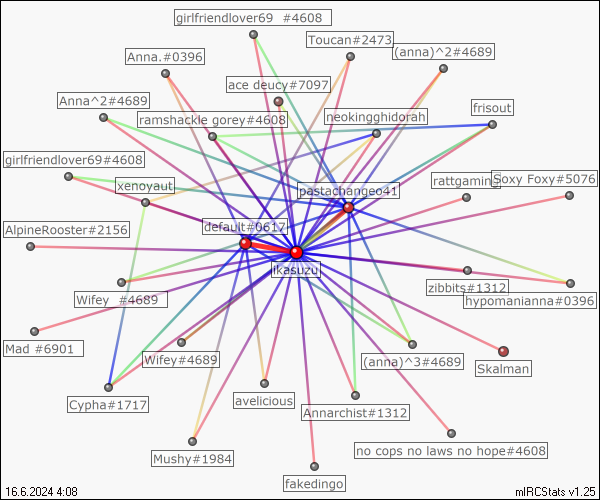 girlfriendlover69 #4608
Toucan#2473
(anna)^2#4689
Anna.#0396
ace deucy#7097
Anna^2#4689
ramshackle gorey#4608
neokingghidorah
frisout
girlfriendlover69#4608
xenoyaut
pastachangeo41
rattgaming
Soxy Foxy#5076
AlpineRooster#2156
default#0617
ikasuzu
zibbits#1312
hypomanianna#0396
Wifey_#4689
Mad #6901
Wifey#4689
(anna)^3#4689
Skalman
Cypha#1717
avelicious
Annarchist#1312
no cops no laws no hope#4608
Mushy#1984
fakedingo
16.6.2024 4:08
mIRCStats v1.25